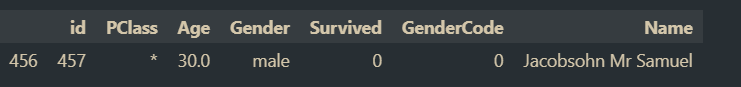 id PClass Age Gender Survived GenderCode Name
456 457 * 30.0 male 0 0 Jacobsohn Mr Samuel